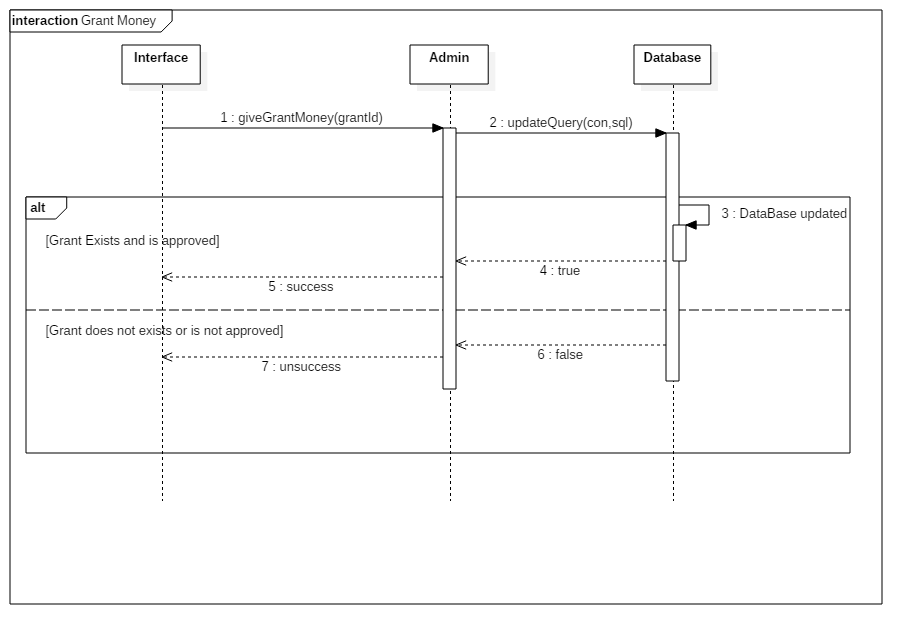 interaction Grant Money
Interface
Admin
Database
1 : giveGrantMoney(grantId)
2 : updateQuery(con,sql)
alt
3 : DataBase updated
[Grant Exists and is approved]
4 : true
5 : success
[Grant does not exists or is not approved]
6 : false
7 : unsuccess